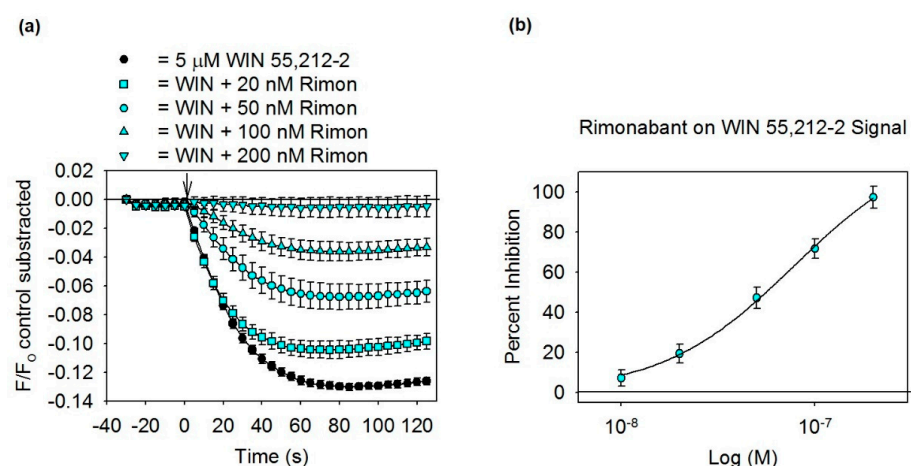 (a)
= 5 μM WIN 55,212-2
= WIN + 20 nM Rimon
= WIN + 50 nM Rimon
= WIN + 100 nM Rimon
= WIN + 200 nM Rimon
F/F₀ control substracted
0.02
0.00
-0.02
-0.04
-0.06
-0.08
-0.10
-0.12
-0.14
-40 -20 0 20 40 60 80 100 120
Time (s)
(b)
Rimonabant on WIN 55,212-2 Signal
Percent Inhibition
100
80
60
40
20
0
10⁻⁸ 10⁻⁷
Log (M)